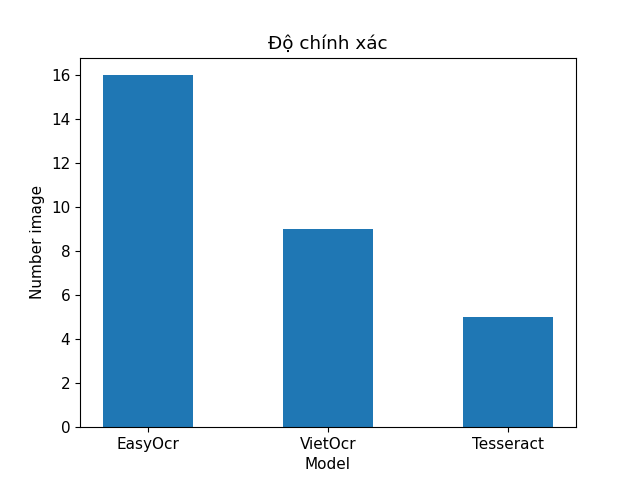 Độ chính xác
Number image
16
14
12
10
8
6
4
2
0
EasyOcr VietOcr Tesseract
Model